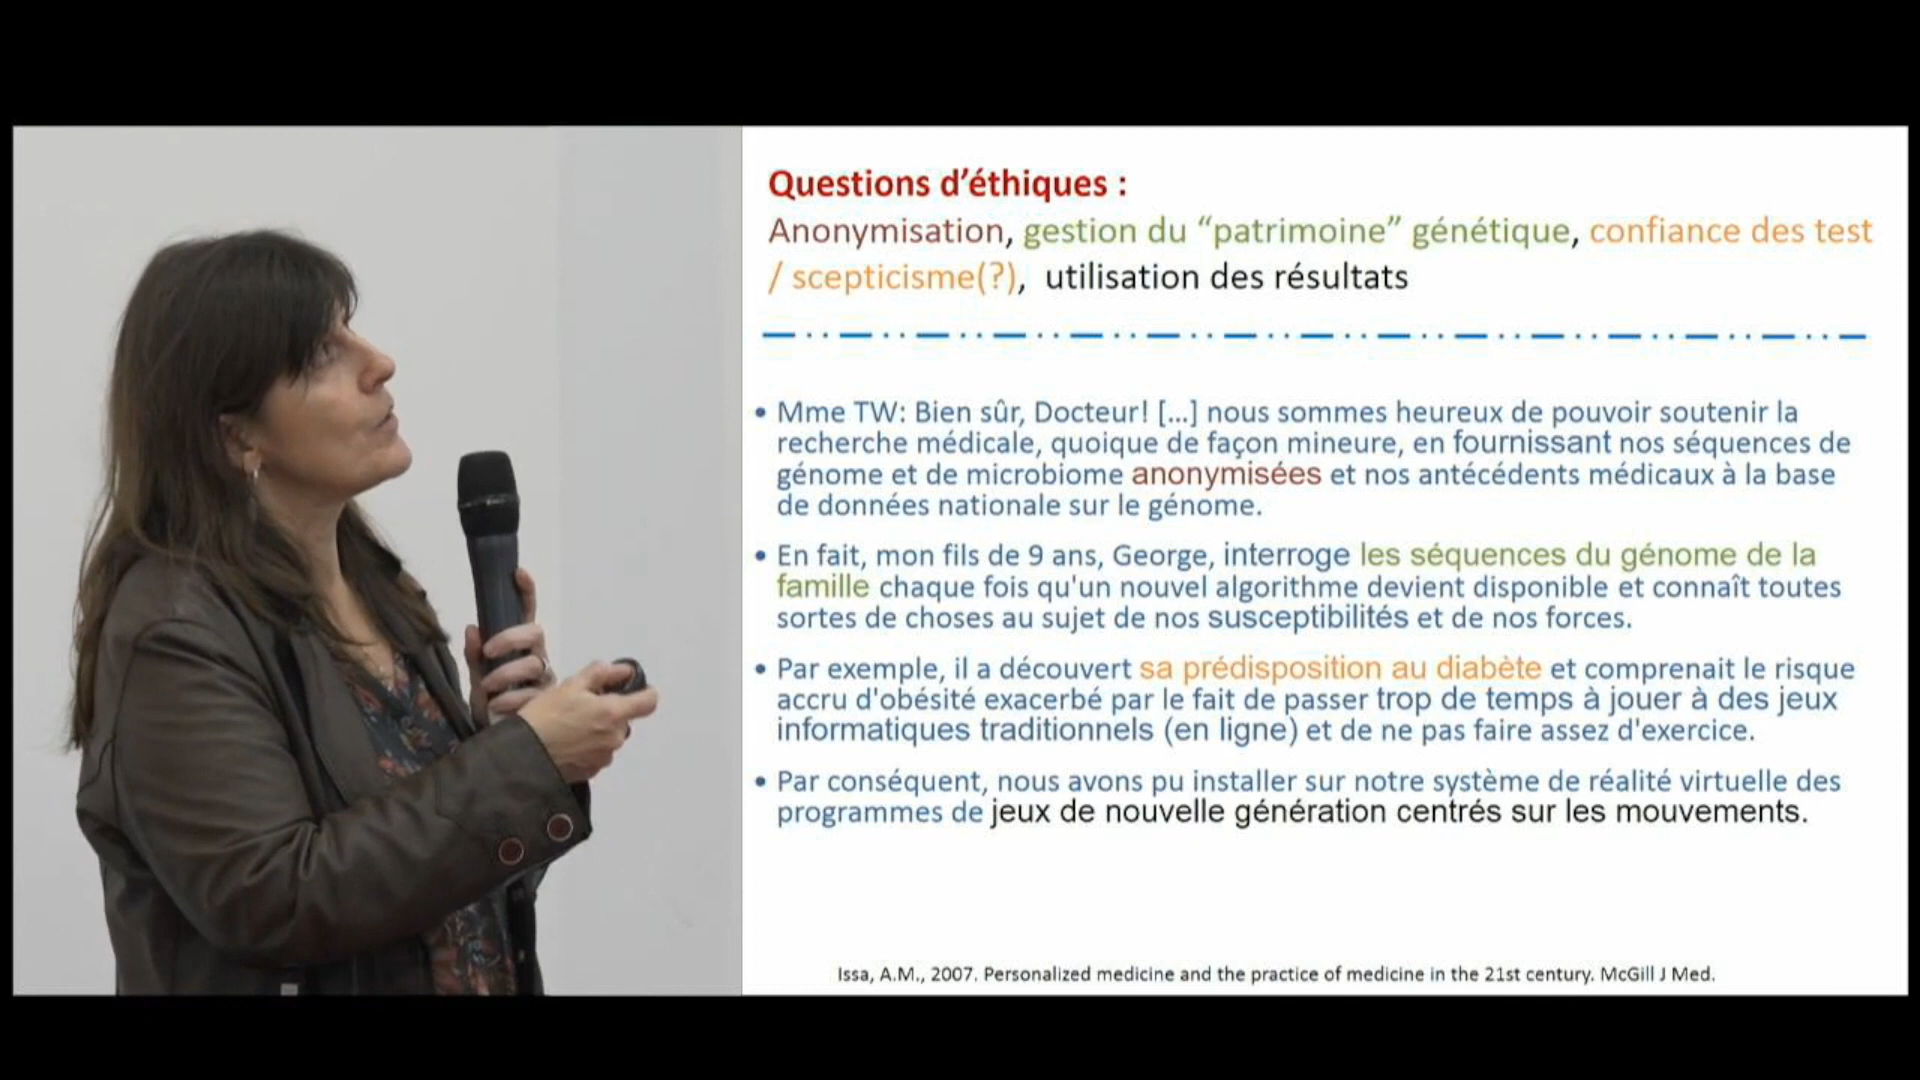 Questions d’éthiques :
Anonymisation, gestion du “patrimoine” génétique, confiance des test
/ scepticisme(?), utilisation des résultats
• Mme TW: Bien sûr, Docteur! [...] nous sommes heureux de pouvoir soutenir la
recherche médicale, quoique de façon mineure, en fournissant nos séquences de
génome et de microbiome anonymisées et nos antécédents médicaux à la base
de données nationale sur le génome.
• En fait, mon fils de 9 ans, George, interroge les séquences du génome de la
famille chaque fois qu'un nouvel algorithme devient disponible et connaît toutes
sortes de choses au sujet de nos susceptibilités et de nos forces.
• Par exemple, il a découvert sa prédisposition au diabète et comprenait le risque
accru d'obésité exacerbé par le fait de passer trop de temps à jouer à des jeux
informatiques traditionnels (en ligne) et de ne pas faire assez d'exercice.
• Par conséquent, nous avons pu installer sur notre système de réalité virtuelle des
programmes de jeux de nouvelle génération centrés sur les mouvements.
Issa, A.M., 2007. Personalized medicine and the practice of medicine in the 21st century. McGill J Med.